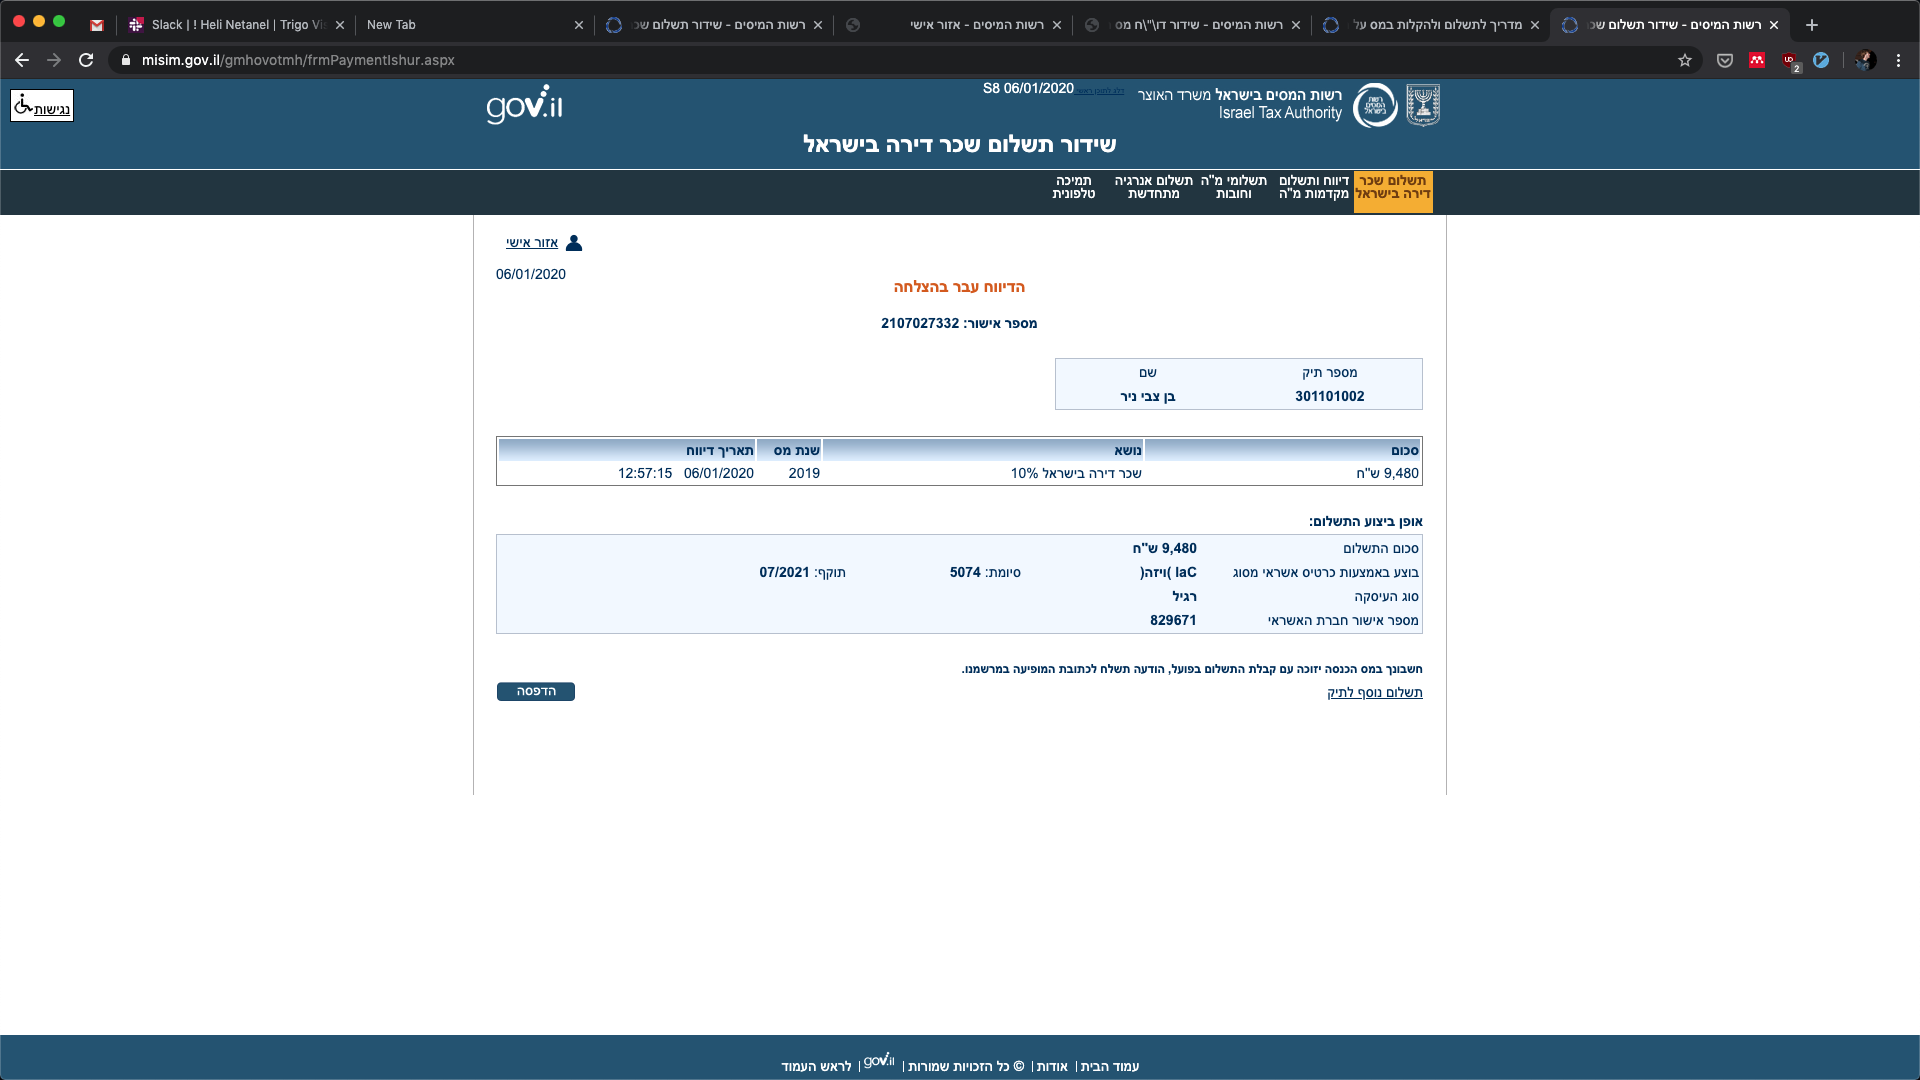 Slack | ! Heli Netanel | Trigo Vis
New Tab
רשות המיסים - שידור תשלום שכ
רשות המיסים - אזור אישי
רשות המיסים - שידור דו\"\ח מס
מדריך לתשלום ולהקלות במס על
רשות המיסים - שידור תשלום שכ
misim.gov.il/gmhovotmh/frmPaymentIshur.aspx
2
נגישות
gov.il
S8 06/01/2020
רשות המסים בישראל משרד האוצר
Israel Tax Authority
שידור תשלום שכר דירה בישראל
תשלום שכר דירה בישראל
דיווח ותשלום מקדמות מ"ה
תשלומי מ"ה וחובות
תשלום אנרגיה מתחדשת
תמיכה טלפונית
אזור אישי
06/01/2020
הדיווח עבר בהצלחה
מספר אישור: 2107027332
מספר תיק שם
301101002 בן צבי ניר
סכום נושא שנת מס תאריך דיווח
9,480 ש"ח שכר דירה בישראל 10% 2019 06/01/2020 12:57:15
אופן ביצוע התשלום:
סכום התשלום 9,480 ש"ח
בוצע באמצעות כרטיס אשראי מסוג laC )ויזה( סיומת: 5074 תוקף: 07/2021
סוג העיסקה רגיל
מספר אישור חברת האשראי 829671
חשבונך במס הכנסה יזוכה עם קבלת התשלום בפועל, הודעה תשלח לכתובת המופיעה במרשמנו.
תשלום נוסף לתיק
הדפסה
עמוד הבית | אודות | © כל הזכויות שמורות | gov.il | לראש העמוד